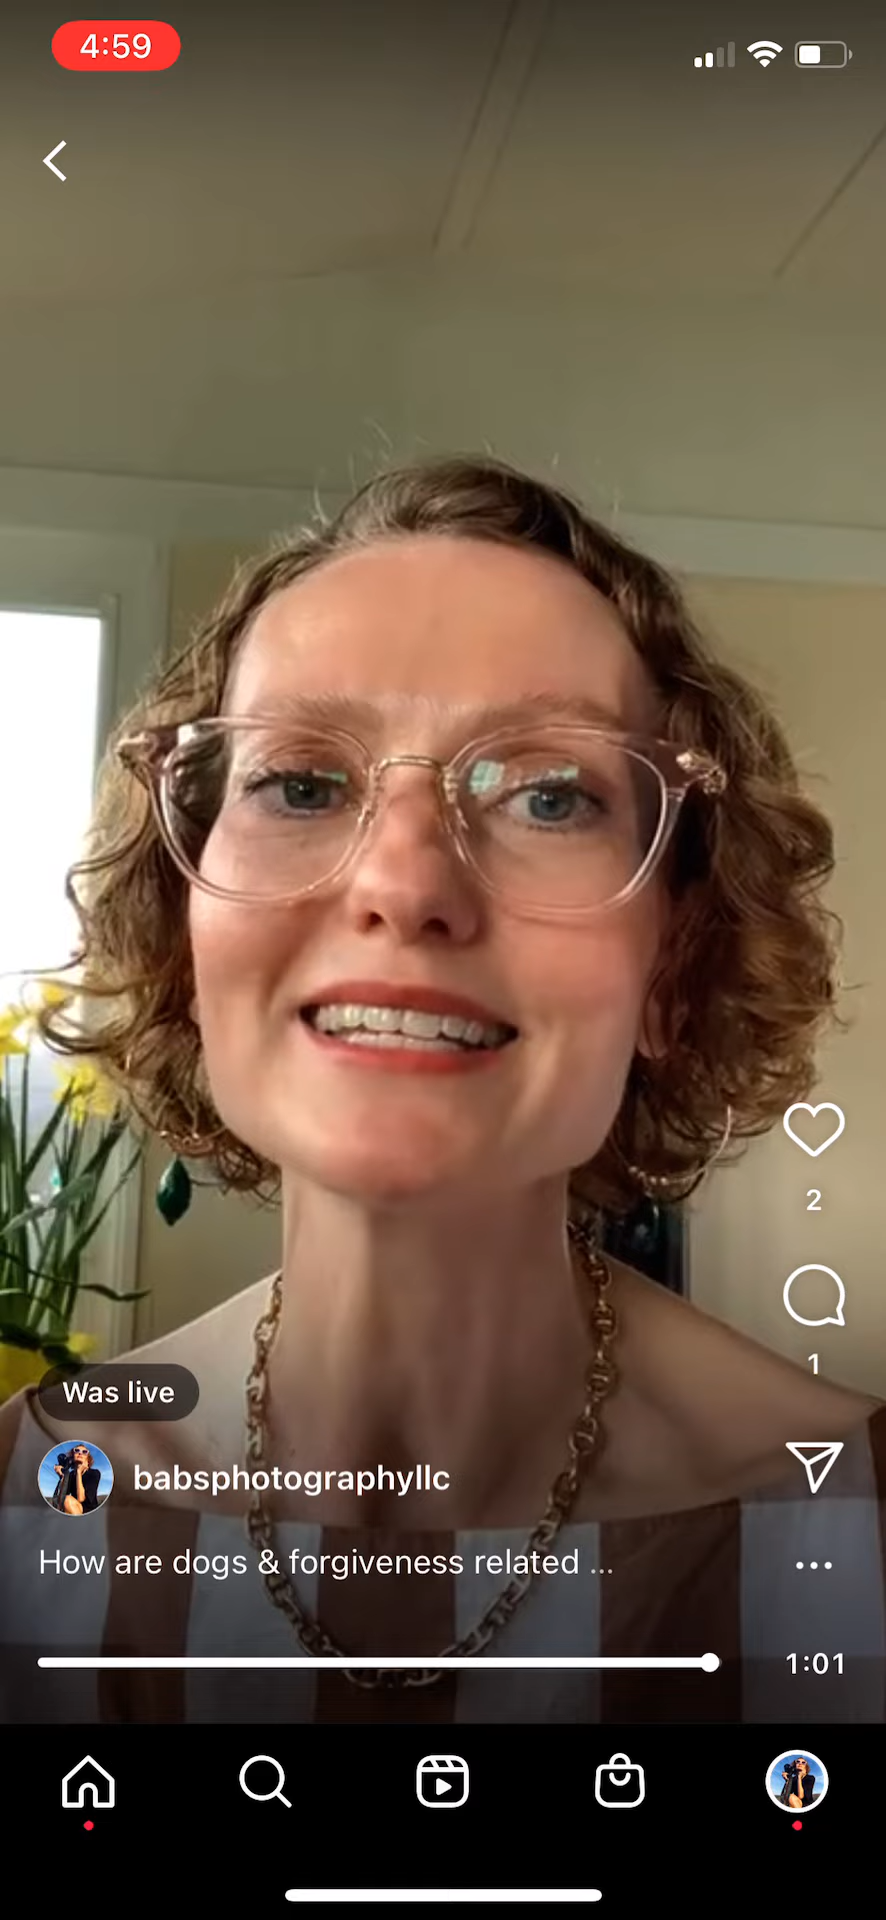 4:59
2
1
Was live
babsphotographyllc
How are dogs & forgiveness related ...
1:01